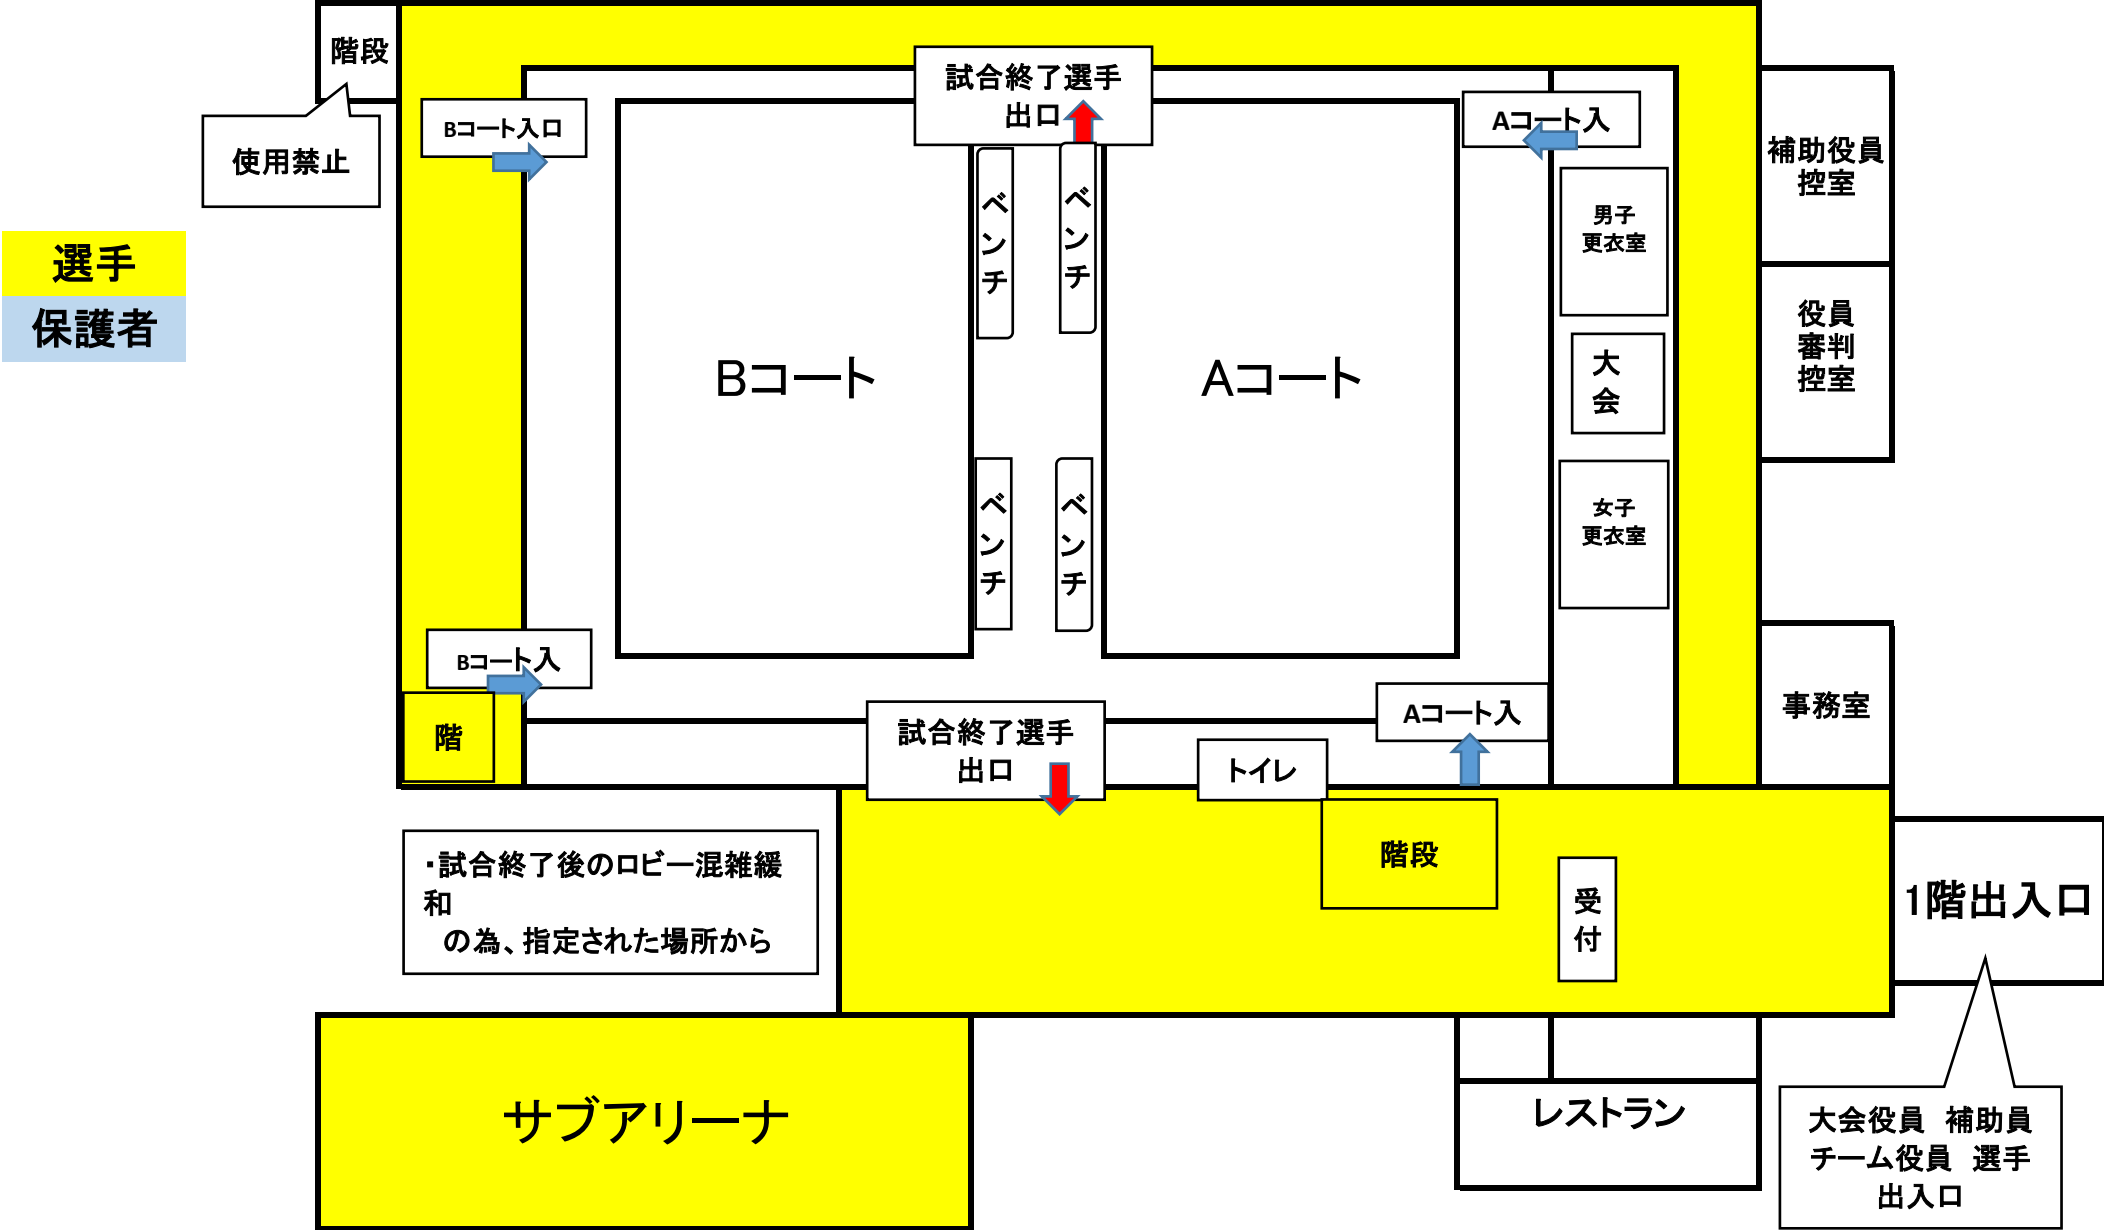 階段
試合終了選手
出口
Bコート入口
Aコート入
使用禁止
補助役員
控室
ベンチ
ベンチ
男子
更衣室
選手
保護者
役員
審判
控室
Bコート
Aコート
大
会
ベンチ
ベンチ
女子
更衣室
Bコート入
階
試合終了選手
出口
Aコート入
事務室
トイレ
階段
・試合終了後のロビー混雑緩
和
の為、指定された場所から
受
付
1階出入口
サブアリーナ
レストラン
大会役員　補助員
チーム役員　選手
出入口